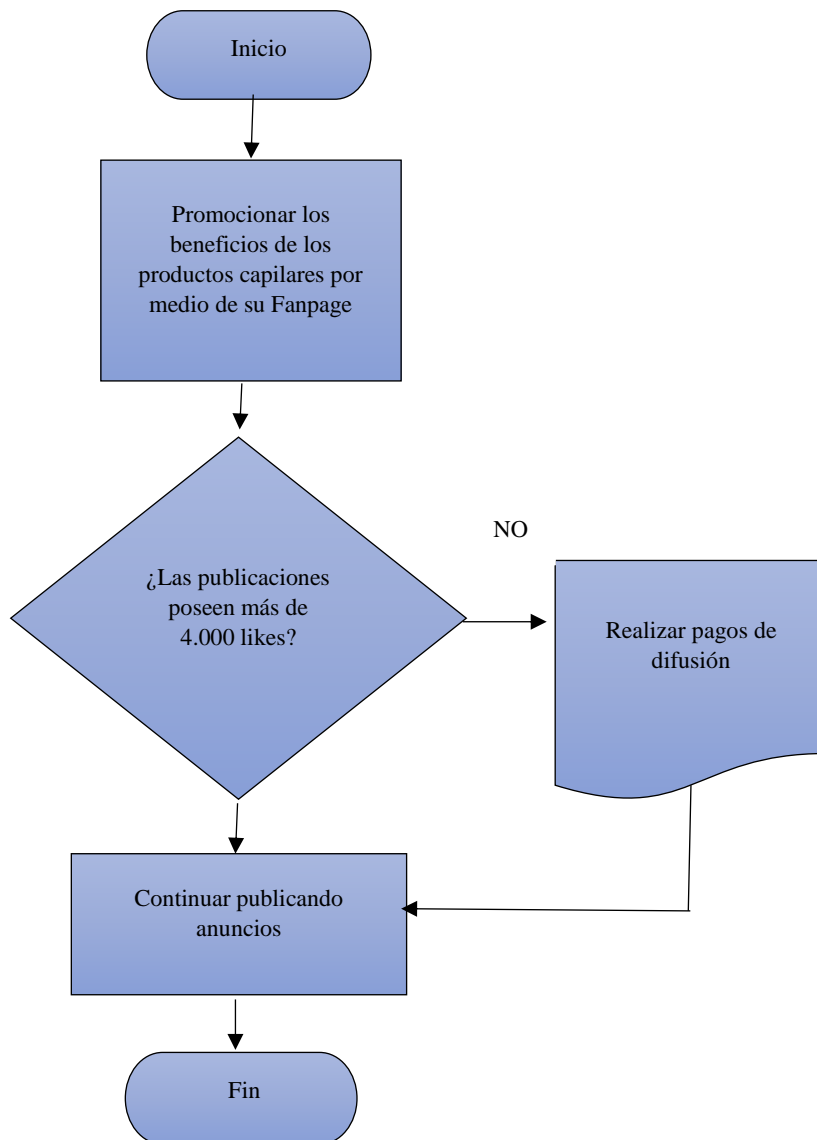 Inicio
Promocionar los
beneficios de los
productos capilares por
medio de su Fanpage
NO
¿Las publicaciones
poseen más de
4.000 likes?
Realizar pagos de
difusión
Continuar publicando
anuncios
Fin